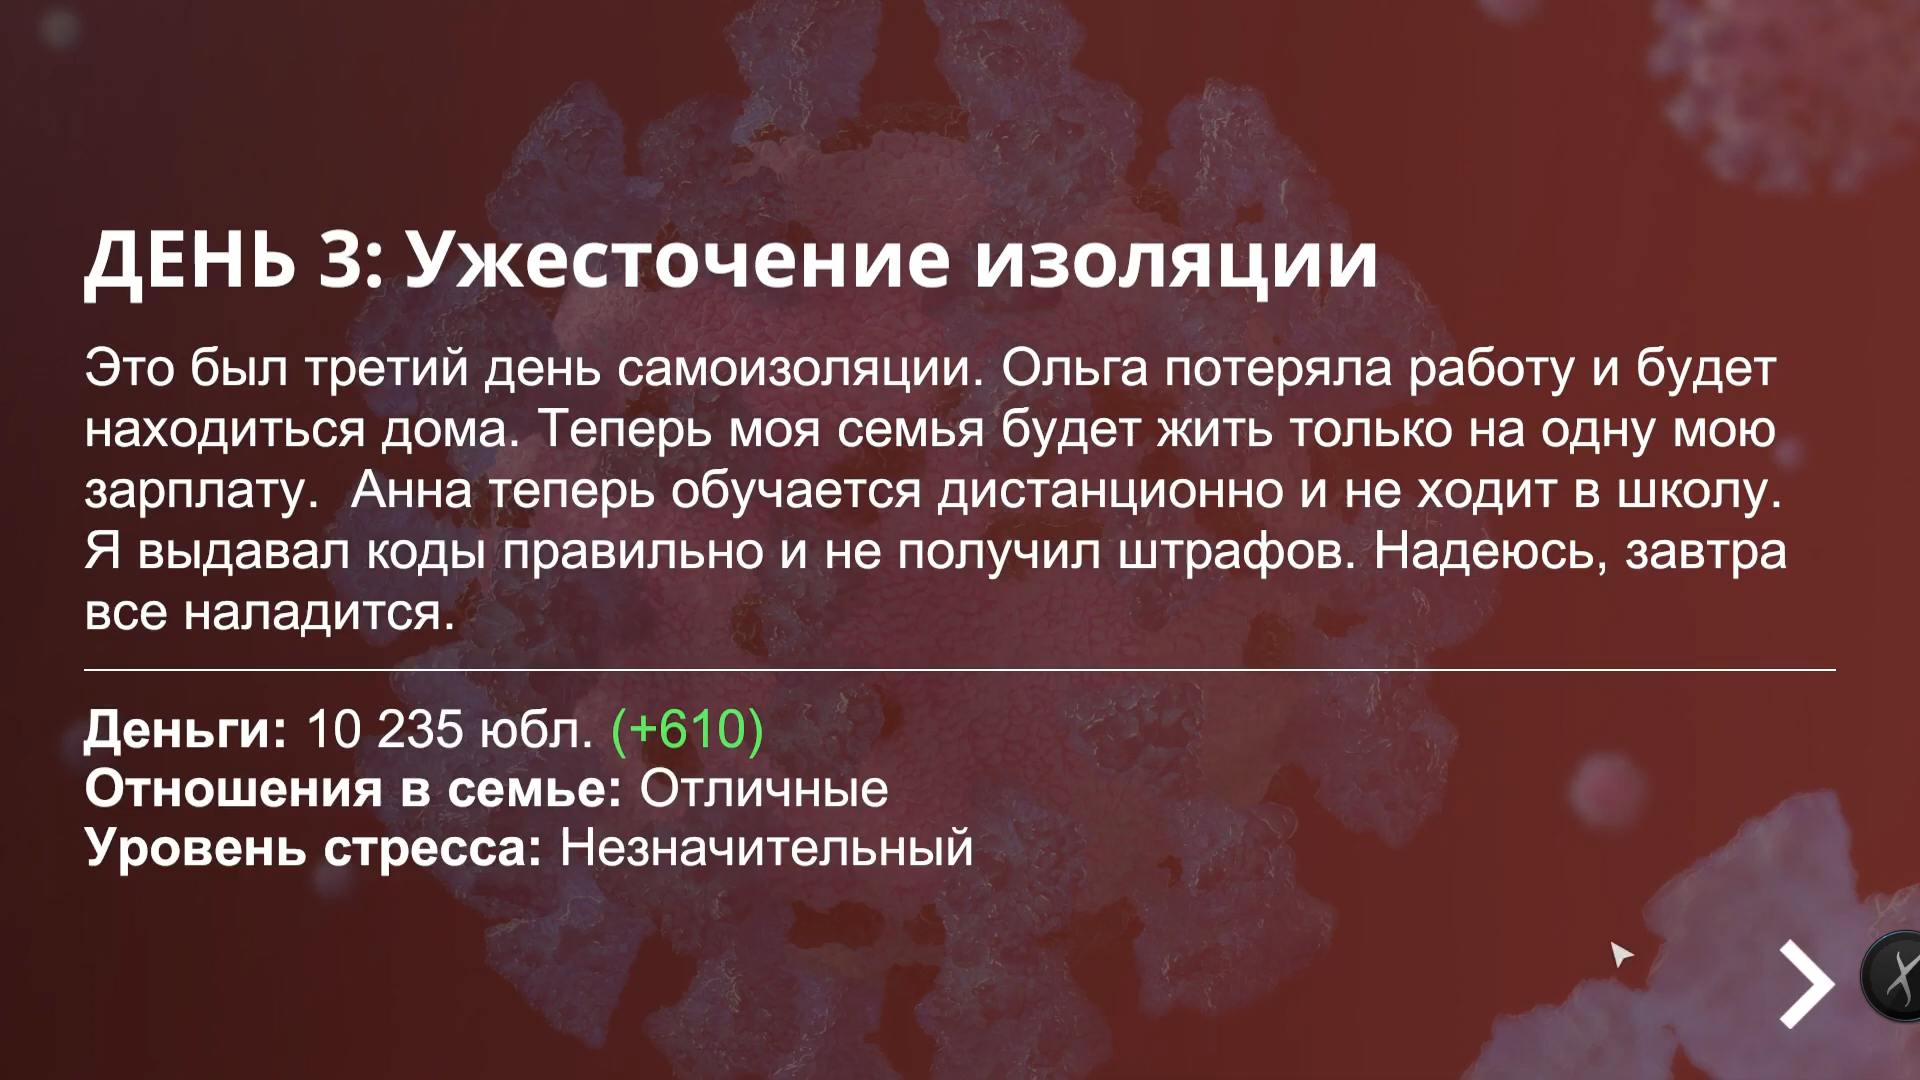 ДЕНЬ 3: Ужесточение изоляции
Это был третий день самоизоляции. Ольга потеряла работу и будет
находиться дома. Теперь моя семья будет жить только на одну мою
зарплату.  Анна теперь обучается дистанционно и не ходит в школу.
Я выдавал коды правильно и не получил штрафов. Надеюсь, завтра
все наладится.
Деньги: 10 235 юбл. (+610)
Отношения в семье: Отличные
Уровень стресса: Незначительный